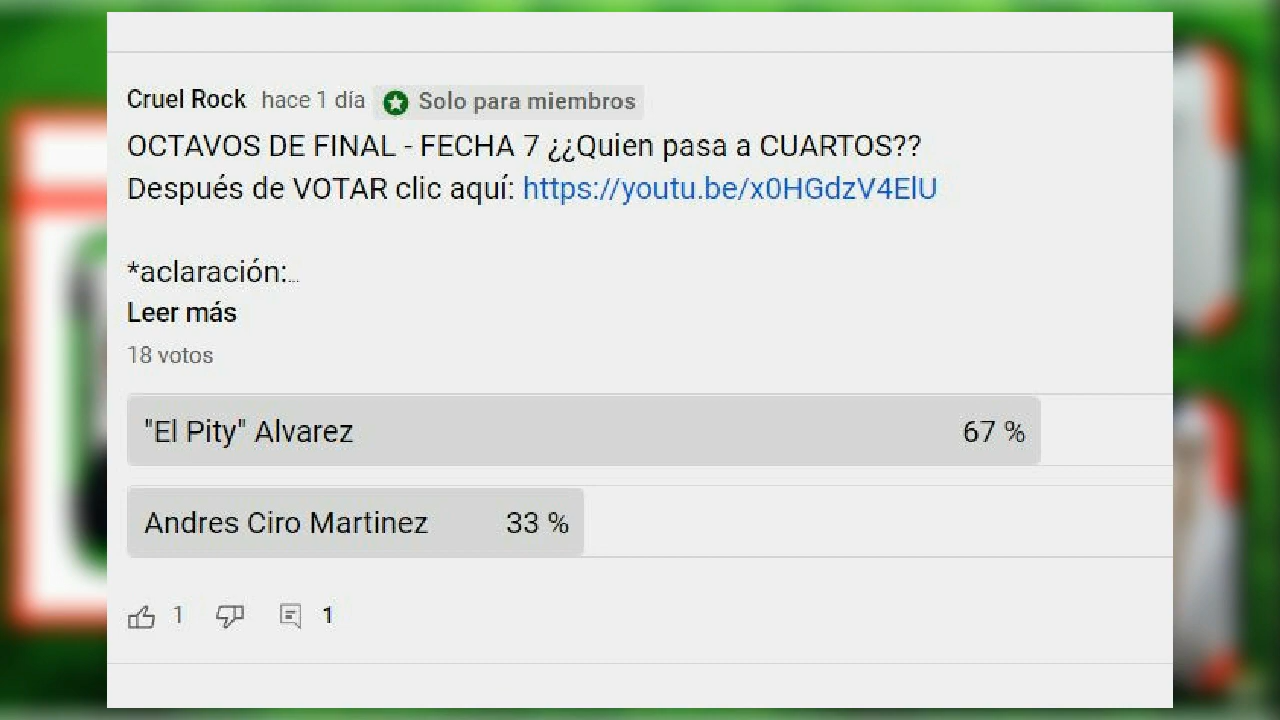 Cruel Rock hace 1 día Solo para miembros
OCTAVOS DE FINAL - FECHA 7 ¿¿Quien pasa a CUARTOS??
Después de VOTAR clic aquí: https://youtu.be/x0HGdzV4ElU
*aclaración:...
Leer más
18 votos
"El Pity" Alvarez 67 %
Andres Ciro Martinez 33 %
1 1